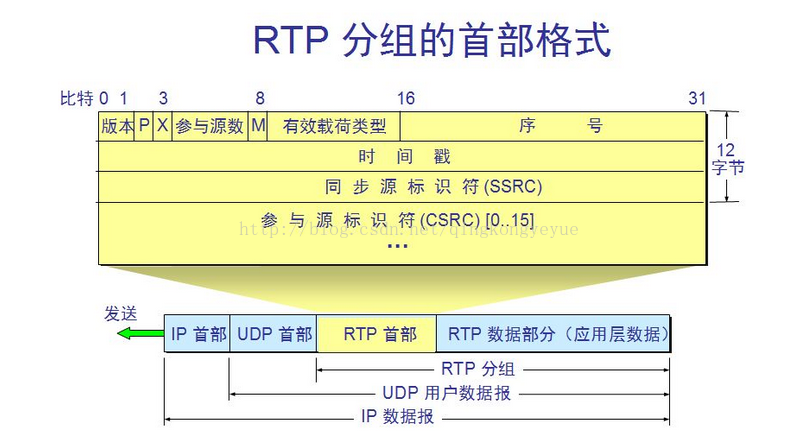 RTP 分组的首部格式
比特 0 1 3 8 16 31
版本 P X 参与源数 M 有效载荷类型 序 号
时 间 戳
同 步 源 标 识 符 (SSRC)
12
字节
参 与 源 标 识 符 (CSRC) [0..15]
http://blog.csdn.net/qingkongyeyue
...
发送
IP 首部 UDP 首部 RTP 首部 RTP 数据部分（应用层数据）
RTP 分组
UDP 用户数据报
IP 数据报